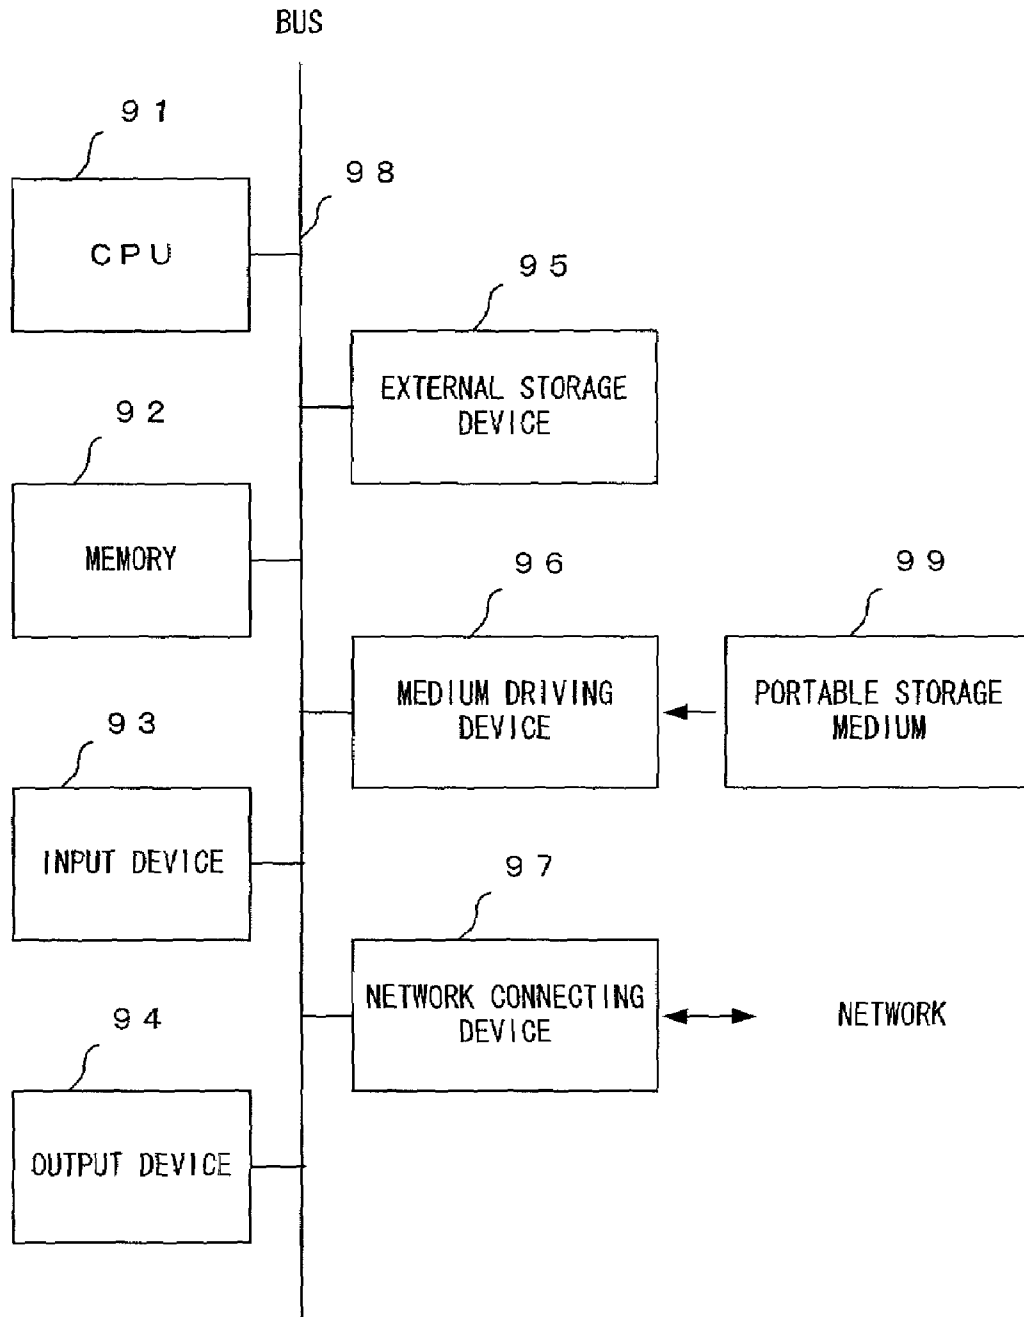 BUS
91
CPU
98
95
EXTERNAL STORAGE
DEVICE
92
MEMORY
96
MEDIUM DRIVING
DEVICE
99
PORTABLE STORAGE
MEDIUM
93
INPUT DEVICE
97
NETWORK CONNECTING
DEVICE
NETWORK
94
OUTPUT DEVICE